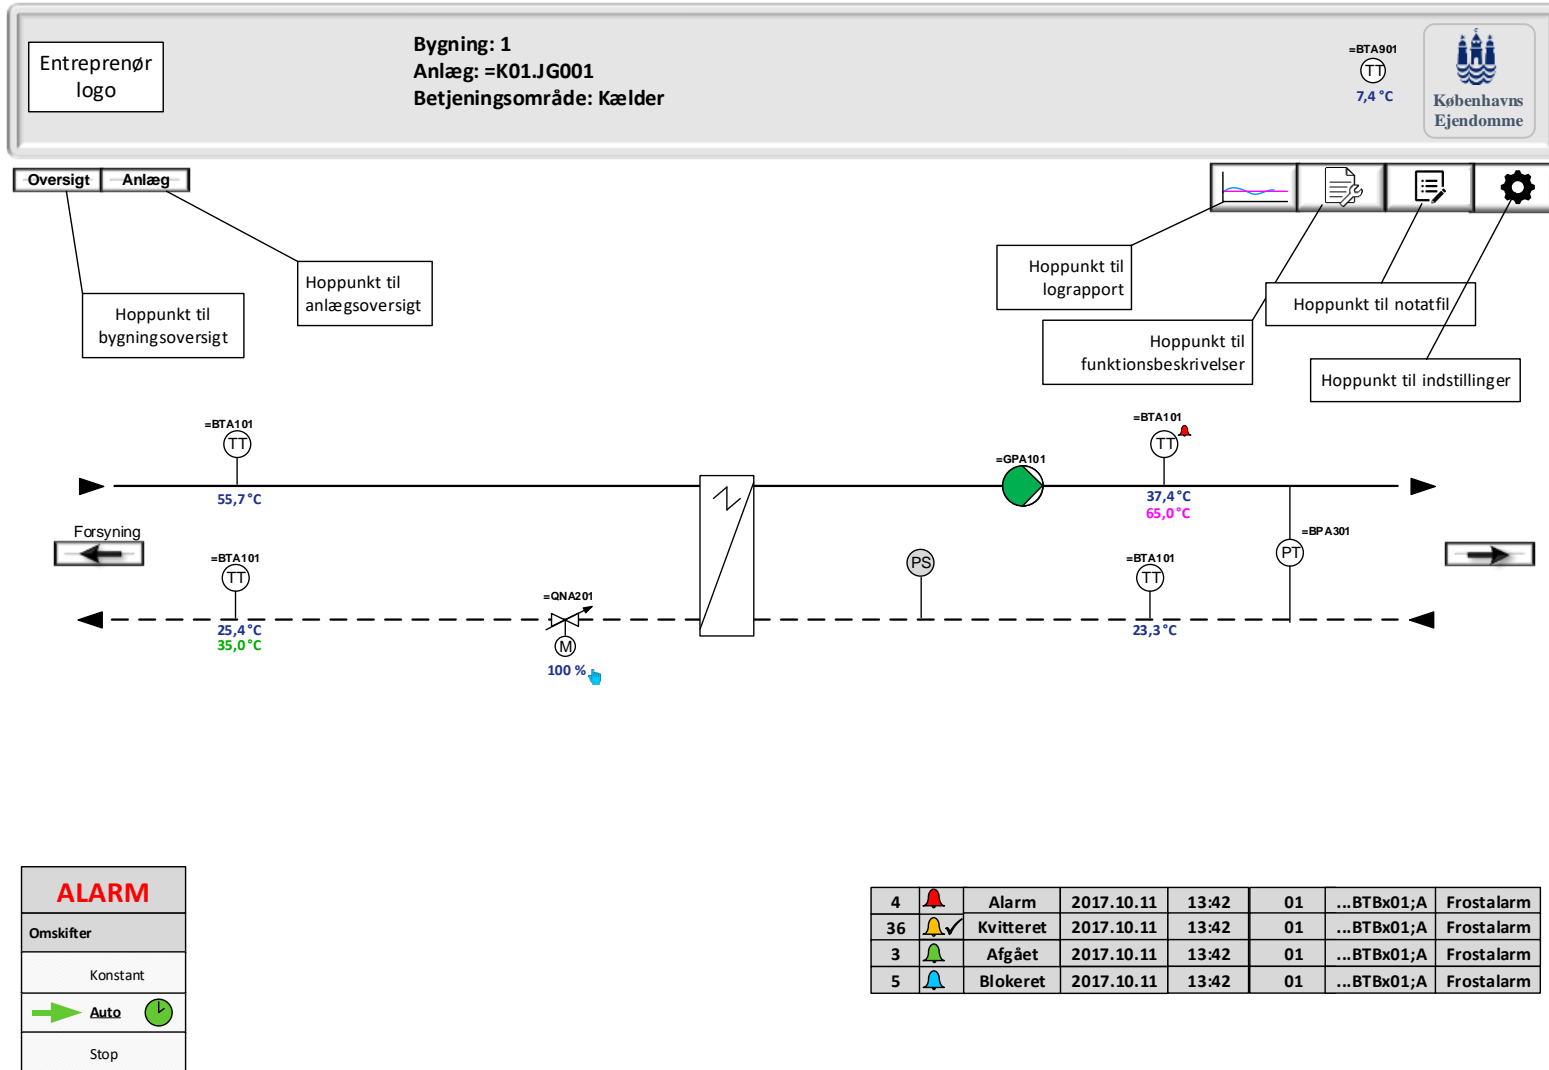 Entreprenør
logo
Bygning: 1
Anlæg: =K01.JG001
Betjeningsområde: Kælder
=BTA901
TT
7,4 °C
Københavns
Ejendomme
Oversigt
Anlæg
Hoppunkt til
bygningsoversigt
Hoppunkt til
anlægsoversigt
Hoppunkt til
lograpport
Hoppunkt til
funktionsbeskrivelser
Hoppunkt til notatfil
Hoppunkt til indstillinger
=BTA101
TT
55,7 °C
=GPA101
=BTA101
TT
37,4 °C
65,0 °C
Forsyning
=BTA101
TT
25,4 °C
35,0 °C
=QNA201
M
100 %
PS
=BTA101
TT
23,3 °C
=BPA301
PT
ALARM
Omskifter
Konstant
Auto
Stop
4 Alarm 2017.10.11 13:42 01 ...BTBx01;A Frostalarm
36 Kvitteret 2017.10.11 13:42 01 ...BTBx01;A Frostalarm
3 Afgået 2017.10.11 13:42 01 ...BTBx01;A Frostalarm
5 Blokeret 2017.10.11 13:42 01 ...BTBx01;A Frostalarm